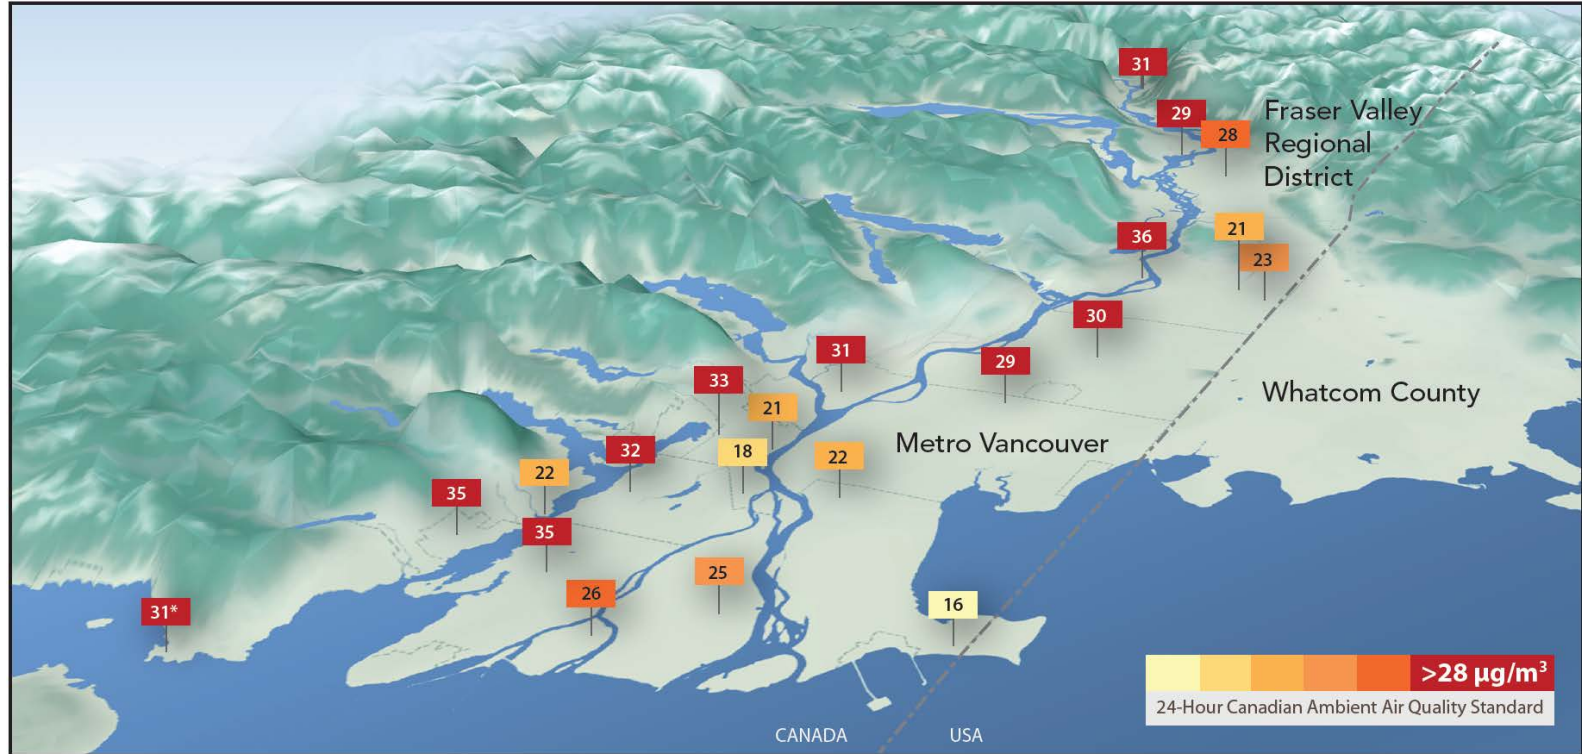 31
29
28
Fraser Valley
Regional
District
21
36
23
30
31
29
33
21
Whatcom County
Metro Vancouver
32
18
22
22
35
35
25
26
16
31*
>28 µg/m³
24-Hour Canadian Ambient Air Quality Standard
CANADA
USA